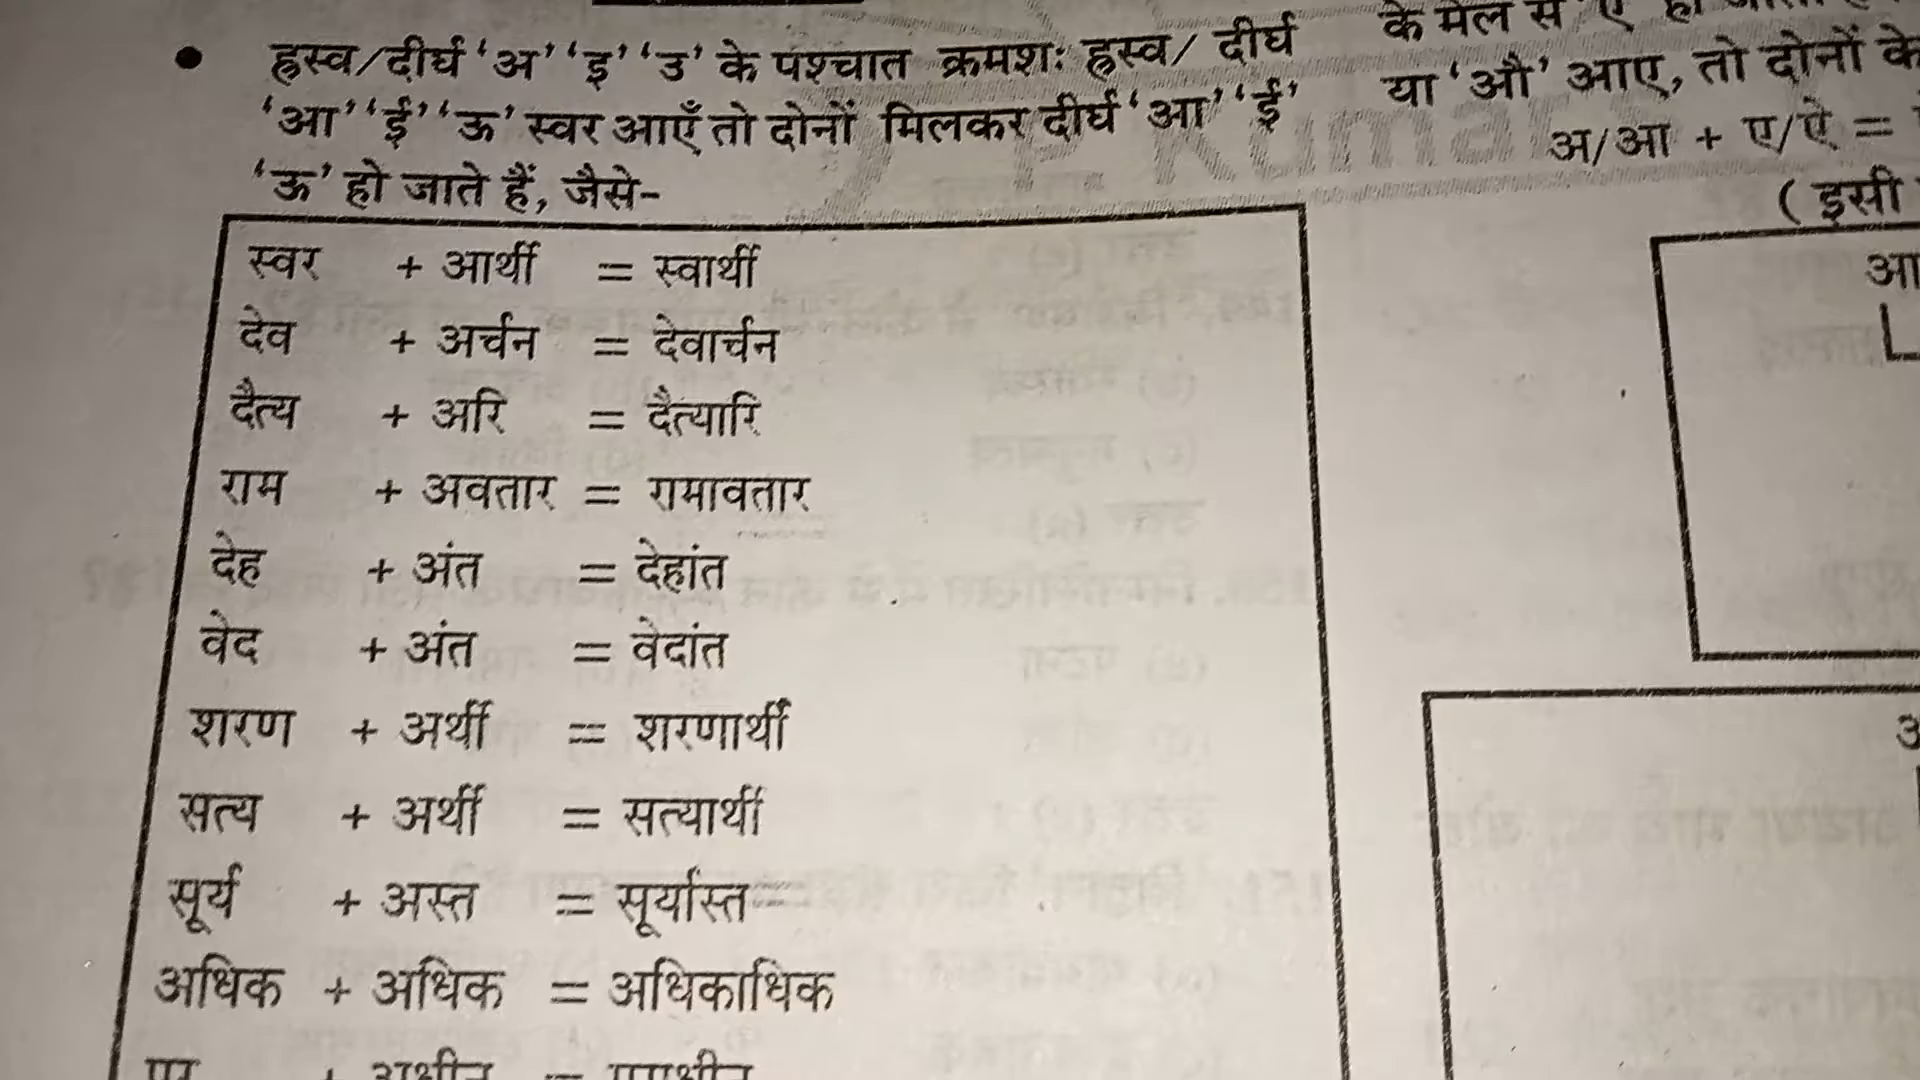 • ह्रस्व/दीर्घ 'अ' 'इ' 'उ' के पश्चात क्रमशः ह्रस्व/ दीर्घ
'आ' 'ई' 'ऊ' स्वर आएँ तो दोनों मिलकर दीर्घ 'आ' 'ई'
'ऊ' हो जाते हैं, जैसे-
स्वर + आर्थी = स्वार्थी
देव + अर्चन = देवार्चन
दैत्य + अरि = दैत्यारि
राम + अवतार = रामावतार
देह + अंत = देहांत
वेद + अंत = वेदांत
शरण + अर्थी = शरणार्थी
सत्य + अर्थी = सत्यार्थी
सूर्य + अस्त = सूर्यास्त
अधिक + अधिक = अधिकाधिक
के मेल से 'ए'
या 'औ' आए, तो दोनों के
अ/आ + ए/ऐ =
( इसी
आ